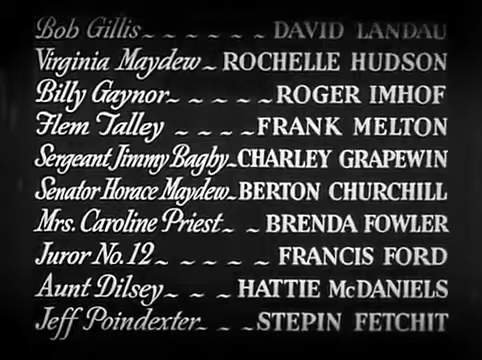 Bob Gillis~ ~ ~ ~ ~ ~ DAVID LANDAU
Virginia Maydew~ ROCHELLE HUDSON
Billy Gaynor~ ~ ~ ~ ~ ROGER IMHOF
Flem Talley ~ ~ ~ ~FRANK MELTON
Sergeant Jimmy Bagby~CHARLEY GRAPEWIN
Senator Horace Maydew~BERTON CHURCHILL
Mrs. Caroline Priest~ ~ BRENDA FOWLER
Juror No. 12~ ~ ~ ~ ~ FRANCIS FORD
Aunt Dilsey~ ~ ~ HATTIE McDANIELS
Jeff Poindexter~ ~ ~STEPIN FETCHIT